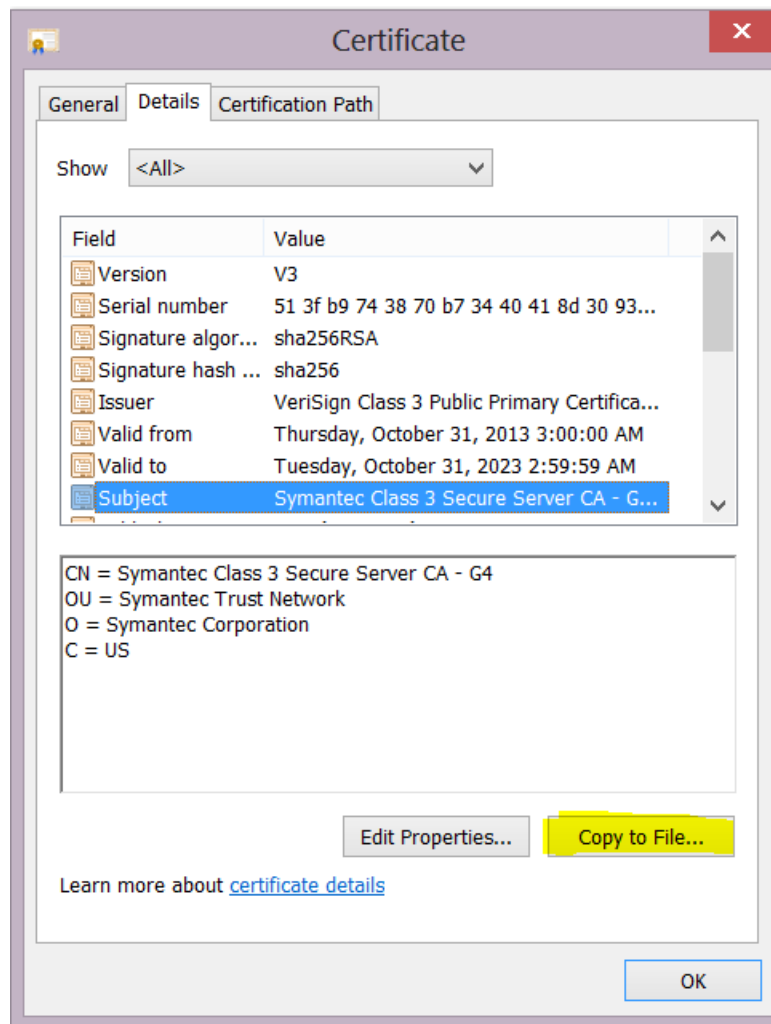 Certificate
General Details Certification Path
Show <All>
Field Value
Version V3
Serial number 51 3f b9 74 38 70 b7 34 40 41 8d 30 93...
Signature algor... sha256RSA
Signature hash ... sha256
Issuer VeriSign Class 3 Public Primary Certifica...
Valid from Thursday, October 31, 2013 3:00:00 AM
Valid to Tuesday, October 31, 2023 2:59:59 AM
Subject Symantec Class 3 Secure Server CA - G...
CN = Symantec Class 3 Secure Server CA - G4
OU = Symantec Trust Network
O = Symantec Corporation
C = US
Edit Properties... Copy to File...
Learn more about certificate details
OK